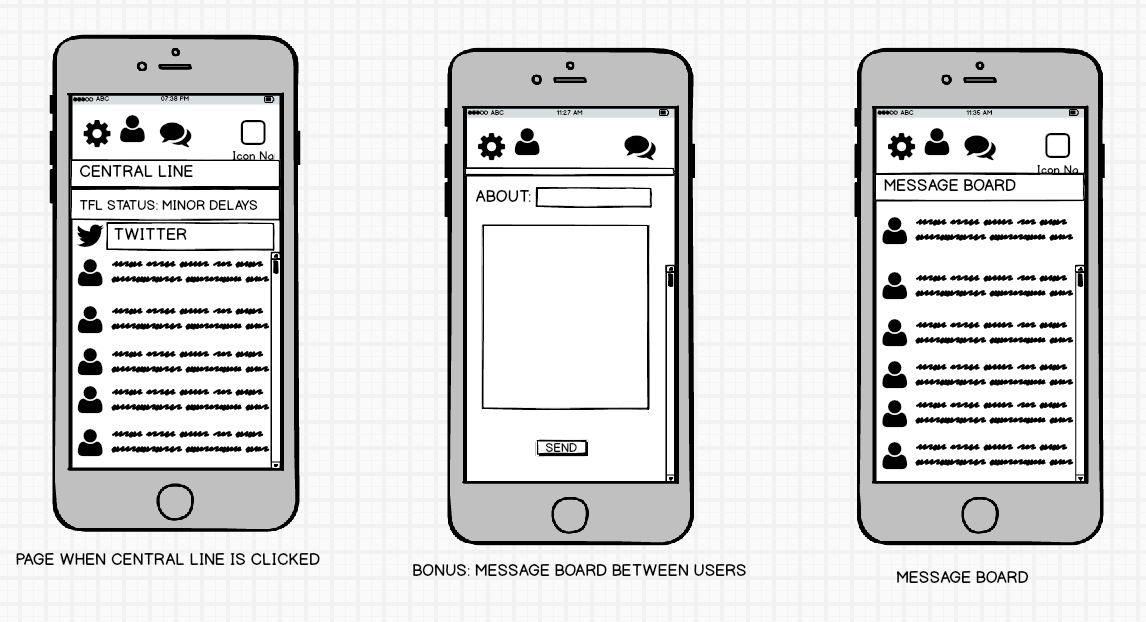 ABC 07:38 PM
Icon Na
CENTRAL LINE
TFL STATUS: MINOR DELAYS
TWITTER
PAGE WHEN CENTRAL LINE IS CLICKED
ABC 11:27 AM
ABOUT:
SEND
BONUS: MESSAGE BOARD BETWEEN USERS
ABC 11:35 AM
Icon Na
MESSAGE BOARD
MESSAGE BOARD